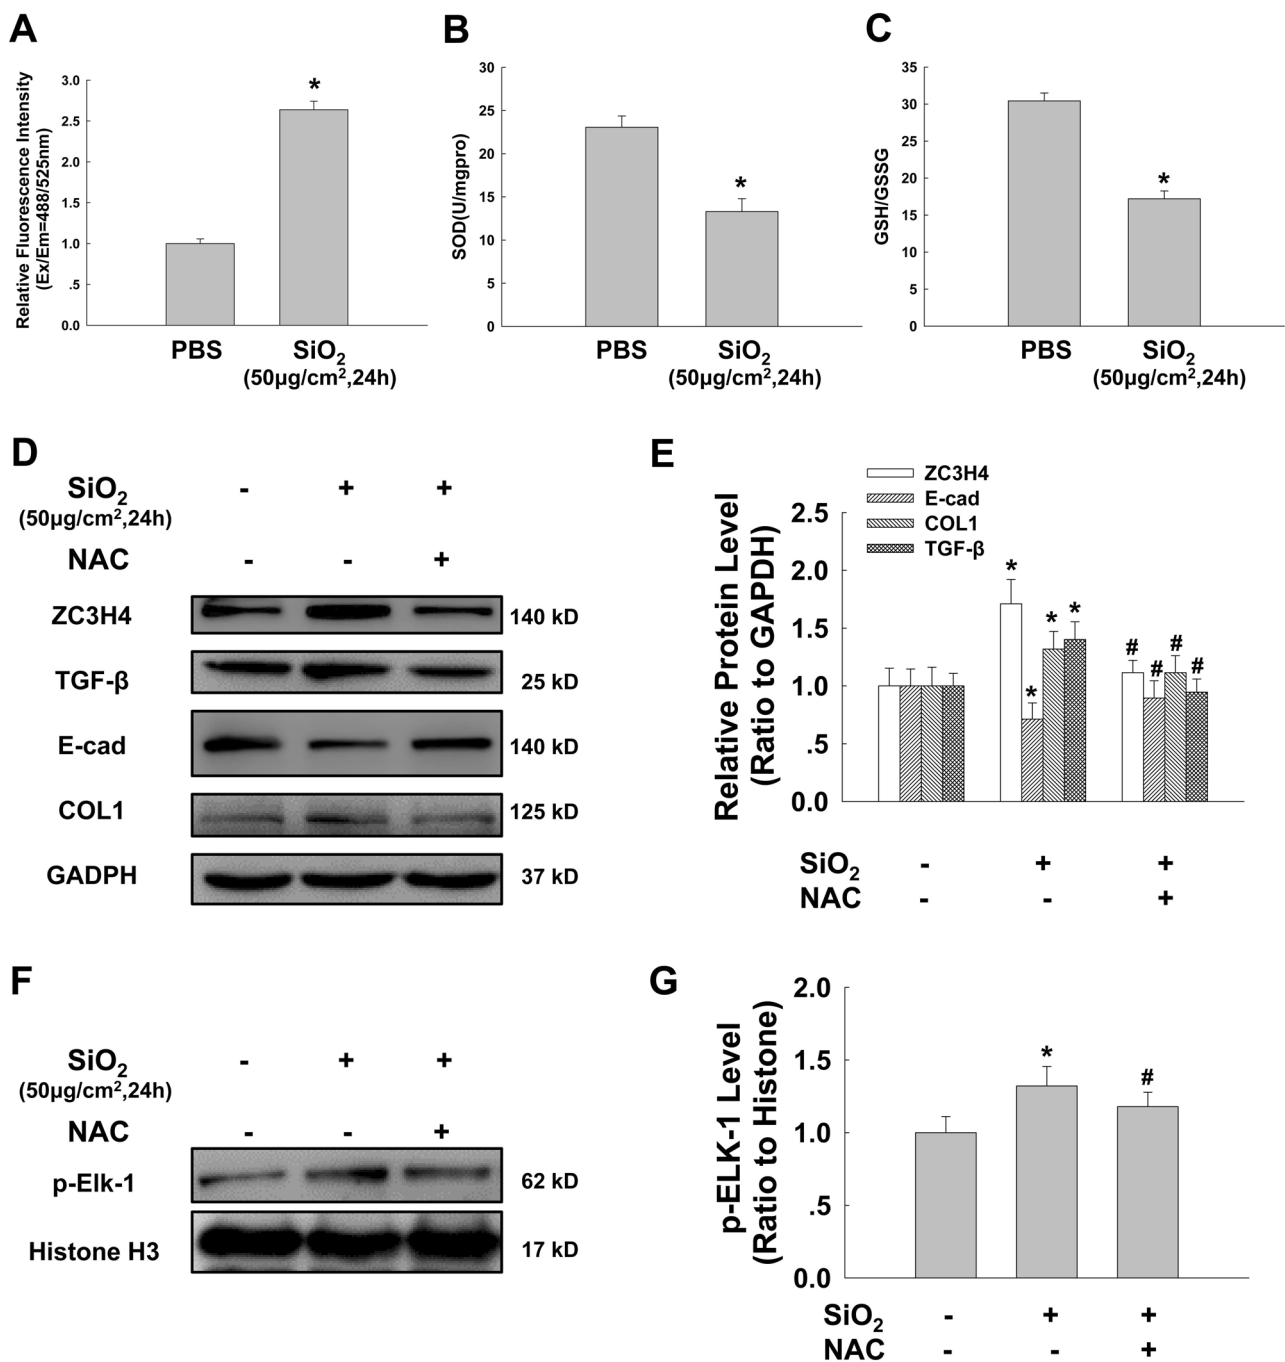 A
Relative Fluorescence Intensity
(Ex/Em=488/525nm)
3.0
2.5
2.0
1.5
1.0
.5
0.0
*
PBS
SiO₂
(50µg/cm²,24h)
B
SOD(U/mgpro)
30
25
20
15
10
5
0
*
PBS
SiO₂
(50µg/cm²,24h)
C
GSH/GSSG
35
30
25
20
15
10
5
0
*
PBS
SiO₂
(50µg/cm²,24h)
D
SiO₂ - + +
(50µg/cm²,24h)
NAC - - +
ZC3H4 140 kD
TGF-β 25 kD
E-cad 140 kD
COL1 125 kD
GADPH 37 kD
E
ZC3H4
E-cad
COL1
TGF-β
Relative Protein Level
(Ratio to GAPDH)
2.5
2.0
1.5
1.0
.5
0.0
* * * *
# # # #
SiO₂ - + +
NAC - - +
F
SiO₂ - + +
(50µg/cm²,24h)
NAC - - +
p-Elk-1 62 kD
Histone H3 17 kD
G
p-ELK-1 Level
(Ratio to Histone)
2.0
1.5
1.0
.5
0.0
* #
SiO₂ - + +
NAC - - +